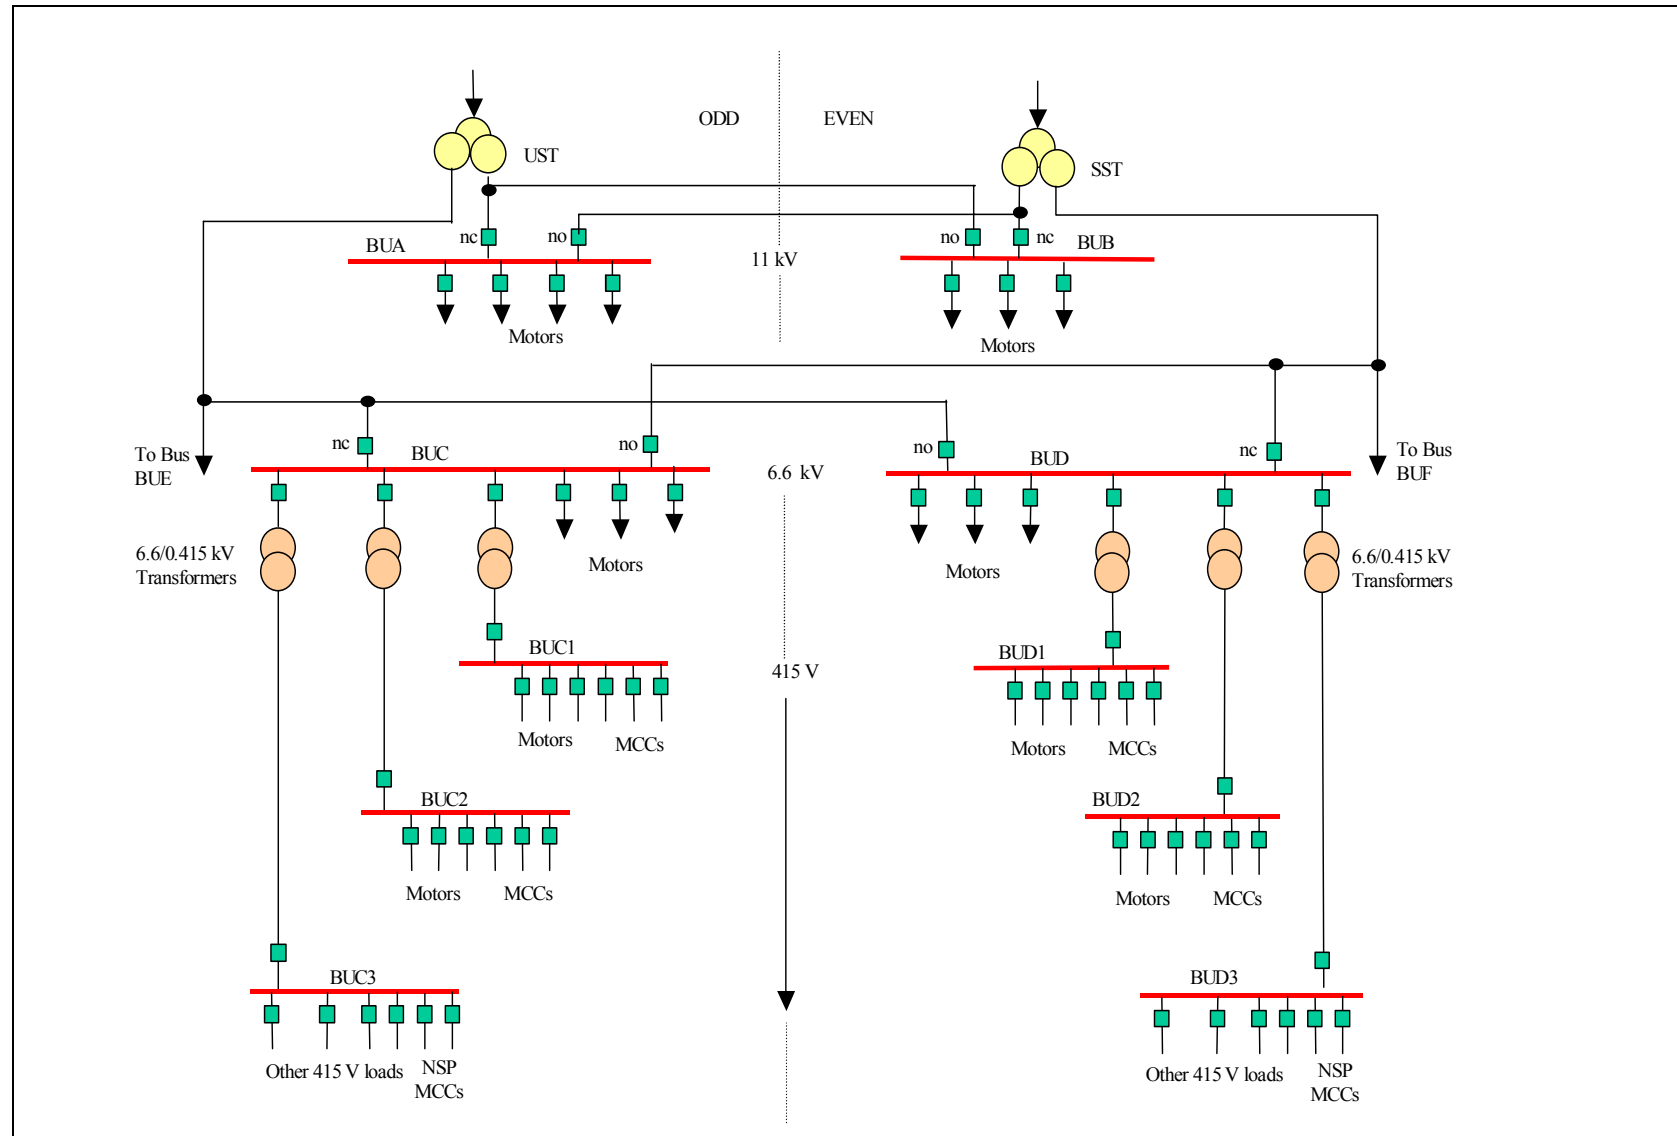 ODD
EVEN
UST
SST
nc
no
no
nc
BUA
BUB
11 kV
Motors
Motors
nc
no
no
nc
To Bus
BUE
BUC
BUD
To Bus
BUF
6.6 kV
6.6/0.415 kV
Transformers
Motors
Motors
6.6/0.415 kV
Transformers
BUC1
BUD1
415 V
Motors
MCCs
Motors
MCCs
BUC2
BUD2
Motors
MCCs
Motors
MCCs
BUC3
BUD3
Other 415 V loads
NSP
MCCs
Other 415 V loads
NSP
MCCs